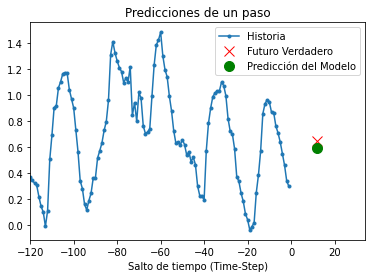 Predicciones de un paso
Historia
Futuro Verdadero
Predicción del Modelo
1.4
1.2
1.0
0.8
0.6
0.4
0.2
0.0
−120 −100 −80 −60 −40 −20 0 20
Salto de tiempo (Time-Step)